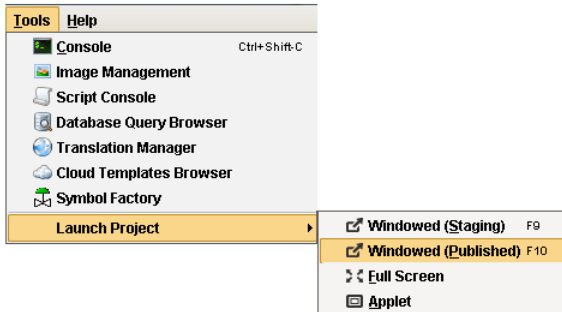 Tools Help
Console Ctrl+Shift-C
Image Management
Script Console
Database Query Browser
Translation Manager
Cloud Templates Browser
Symbol Factory
Launch Project
Windowed (Staging) F9
Windowed (Published) F10
Full Screen
Applet